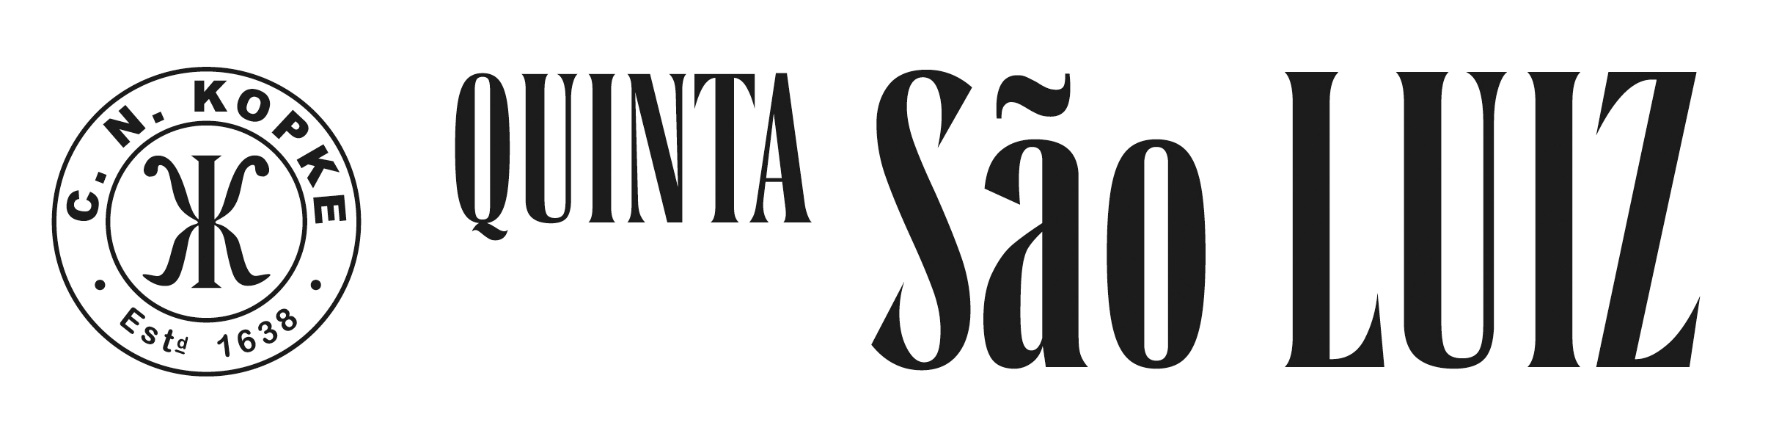 C. N. KOPKE
Estd 1638
QUINTA São LUIZ